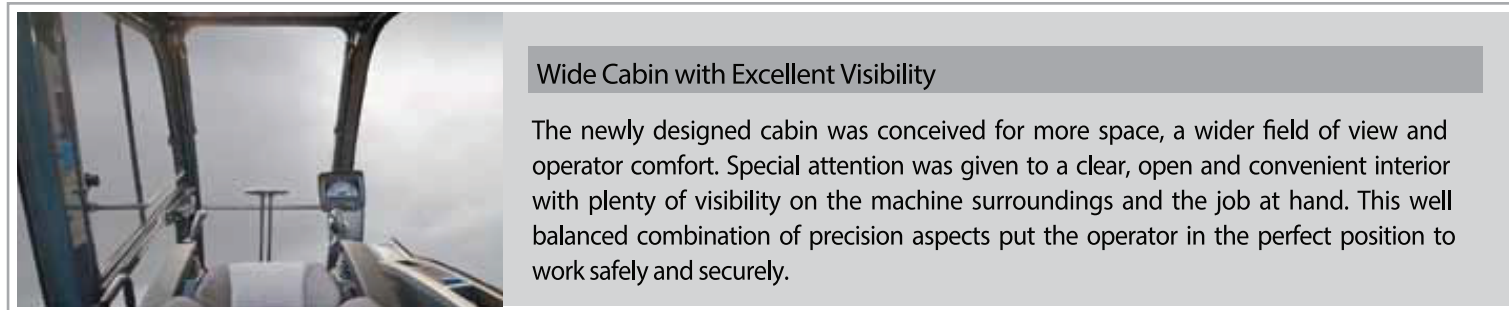 Wide Cabin with Excellent Visibility
The newly designed cabin was conceived for more space, a wider field of view and
operator comfort. Special attention was given to a clear, open and convenient interior
with plenty of visibility on the machine surroundings and the job at hand. This well
balanced combination of precision aspects put the operator in the perfect position to
work safely and securely.